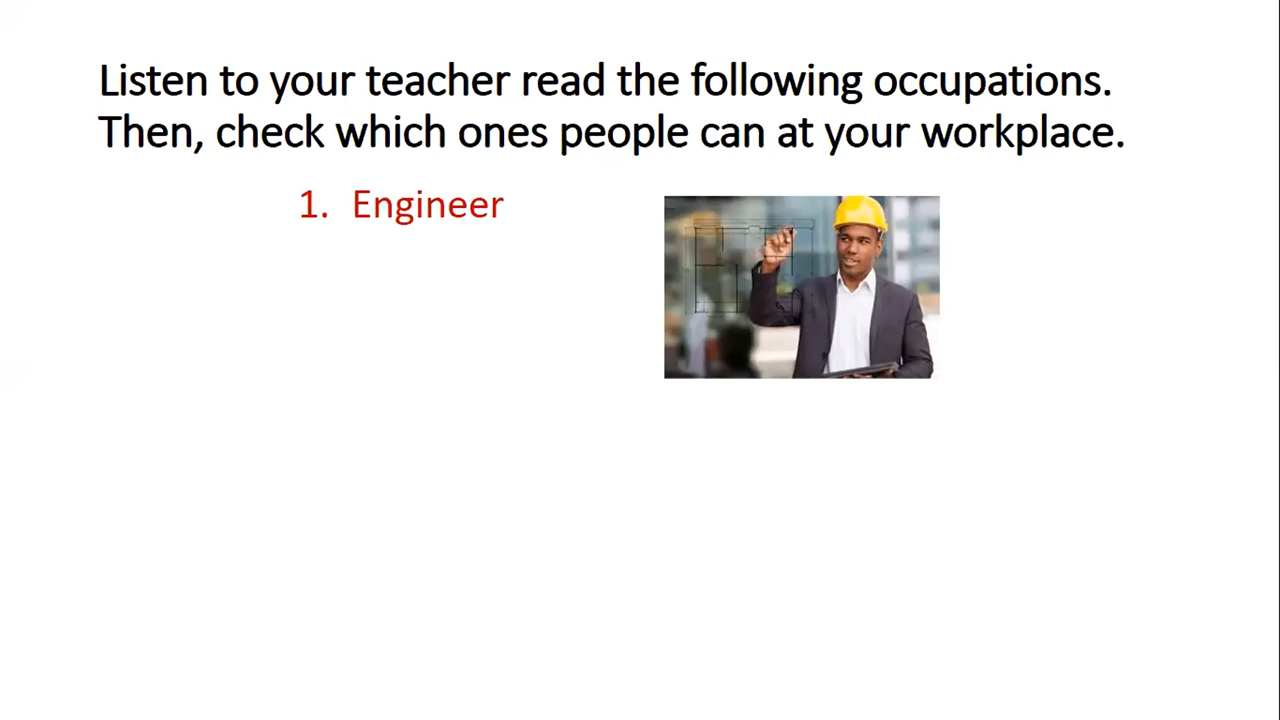 Listen to your teacher read the following occupations.
Then, check which ones people can at your workplace.
1. Engineer